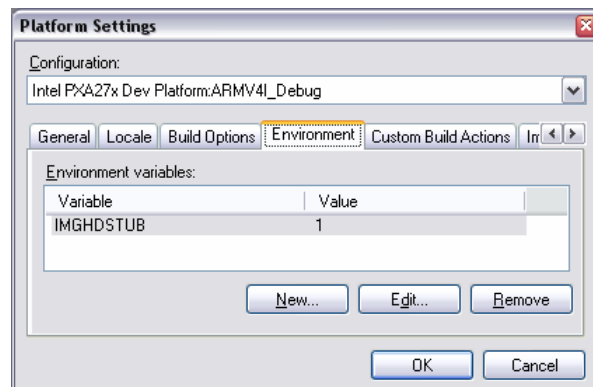 Platform Settings
Configuration:
Intel PXA27x Dev Platform:ARMV4I_Debug
General Locale Build Options Environment Custom Build Actions Im
Environment variables:
Variable Value
IMGHDSTUB 1
New... Edit... Remove
OK Cancel